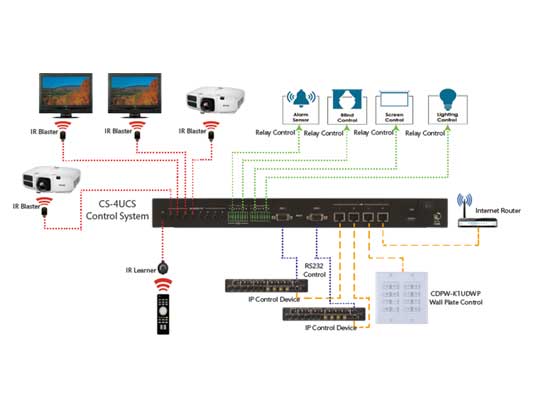 IR Blaster
IR Blaster
IR Blaster
Alarm
Sensor
Blind
Control
Screen
Control
Lighting
Control
Relay Control
Relay Control
Relay Control
Relay Control
IR Blaster
CS-4UCS
Control System
Internet Router
IR Learner
RS232
Control
IP Control Device
IP Control Device
CDPW-K1UDWP
Wall Plate Control